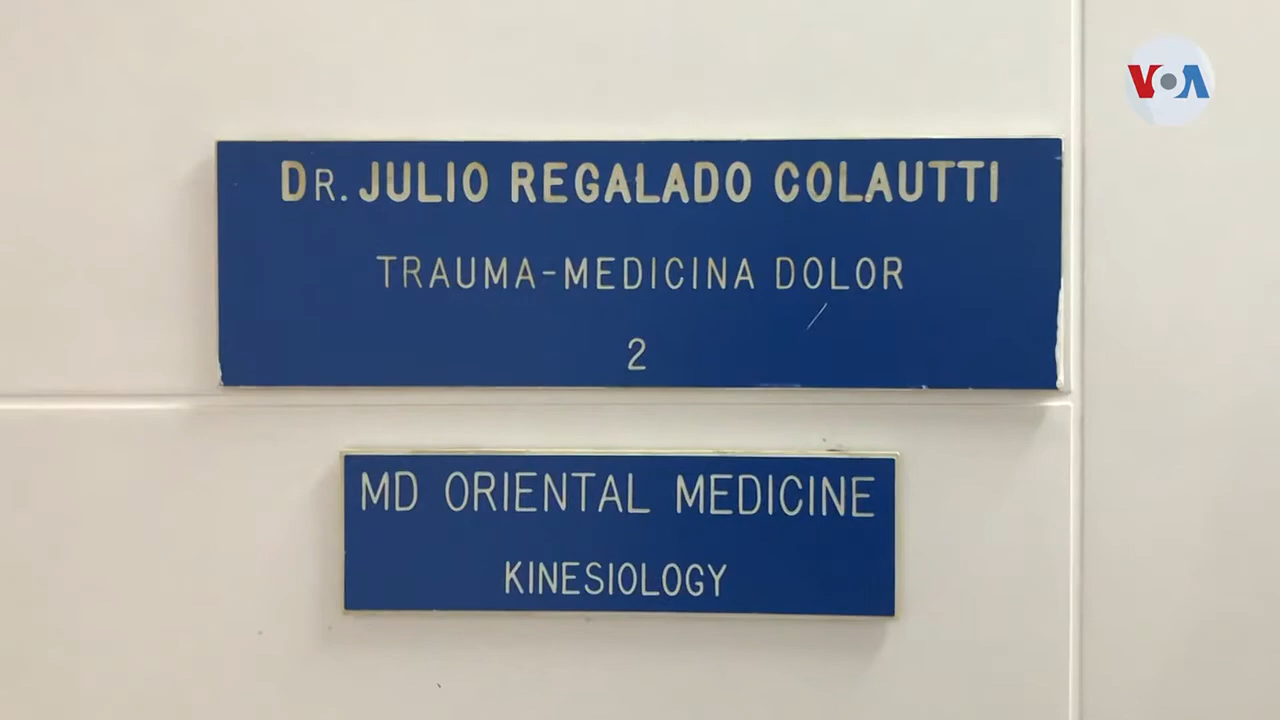 VOA
DR. JULIO REGALADO COLAUTTI
TRAUMA-MEDICINA DOLOR
2
MD ORIENTAL MEDICINE
KINESIOLOGY